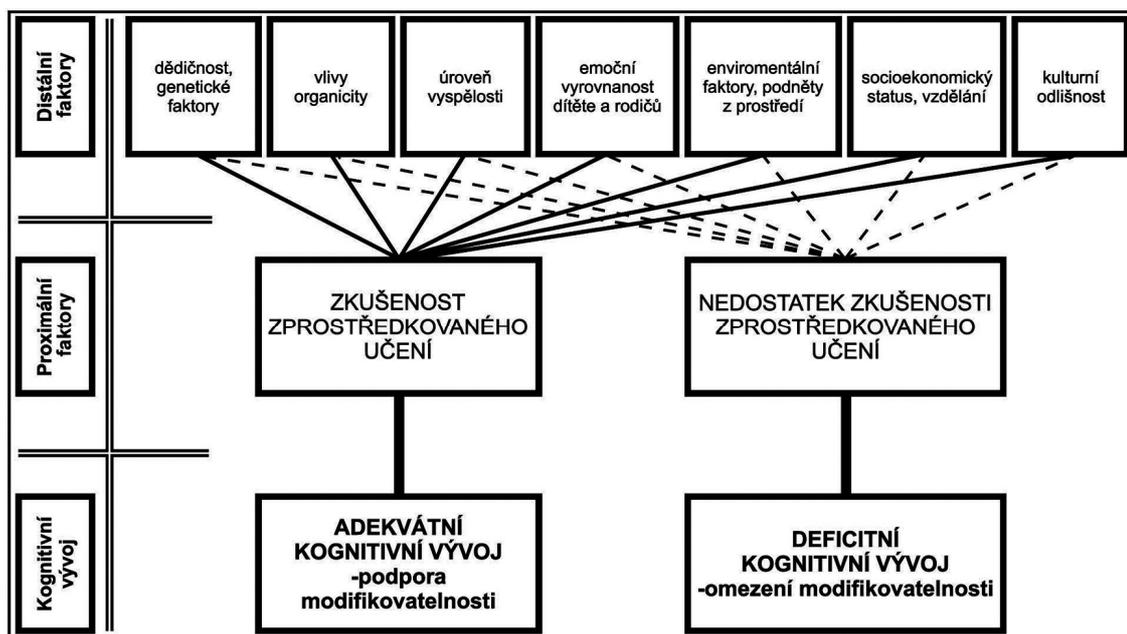 Distální
faktory
dědičnost,
genetické
faktory
vlivy
organicity
úroveň
vyspělosti
emoční
vyrovnanost
dítěte a rodičů
enviromentální
faktory, podněty
z prostředí
socioekonomický
status, vzdělání
kulturní
odlišnost
Proximální
faktory
ZKUŠENOST
ZPROSTŘEDKOVANÉHO
UČENÍ
NEDOSTATEK ZKUŠENOSTI
ZPROSTŘEDKOVANÉHO
UČENÍ
Kognitivní
vývoj
ADEKVÁTNÍ
KOGNITIVNÍ VÝVOJ
-podpora
modifikovatelnosti
DEFICITNÍ
KOGNITIVNÍ VÝVOJ
-omezení modifikovatelnosti